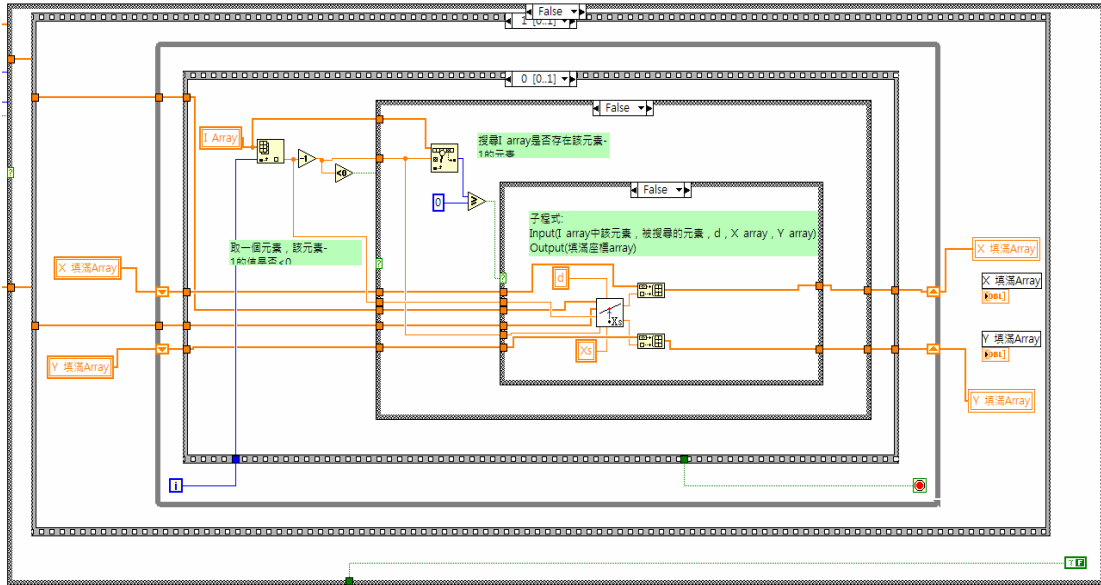 False
1 [0..1]
0 [0..1]
False
I Array
-1
<0
搜尋I array是否存在該元素-
1的元素
0
≥
False
子程式:
Input(I array中該元素，被搜尋的元素，d，X array，Y array)
Output(填滿座標array)
取一個元素，該元素-
1的值是否<0
X 填滿Array
d
Xs
Xs
Y 填滿Array
X 填滿Array
X 填滿Array
DBL
Y 填滿Array
DBL
Y 填滿Array
i
T F